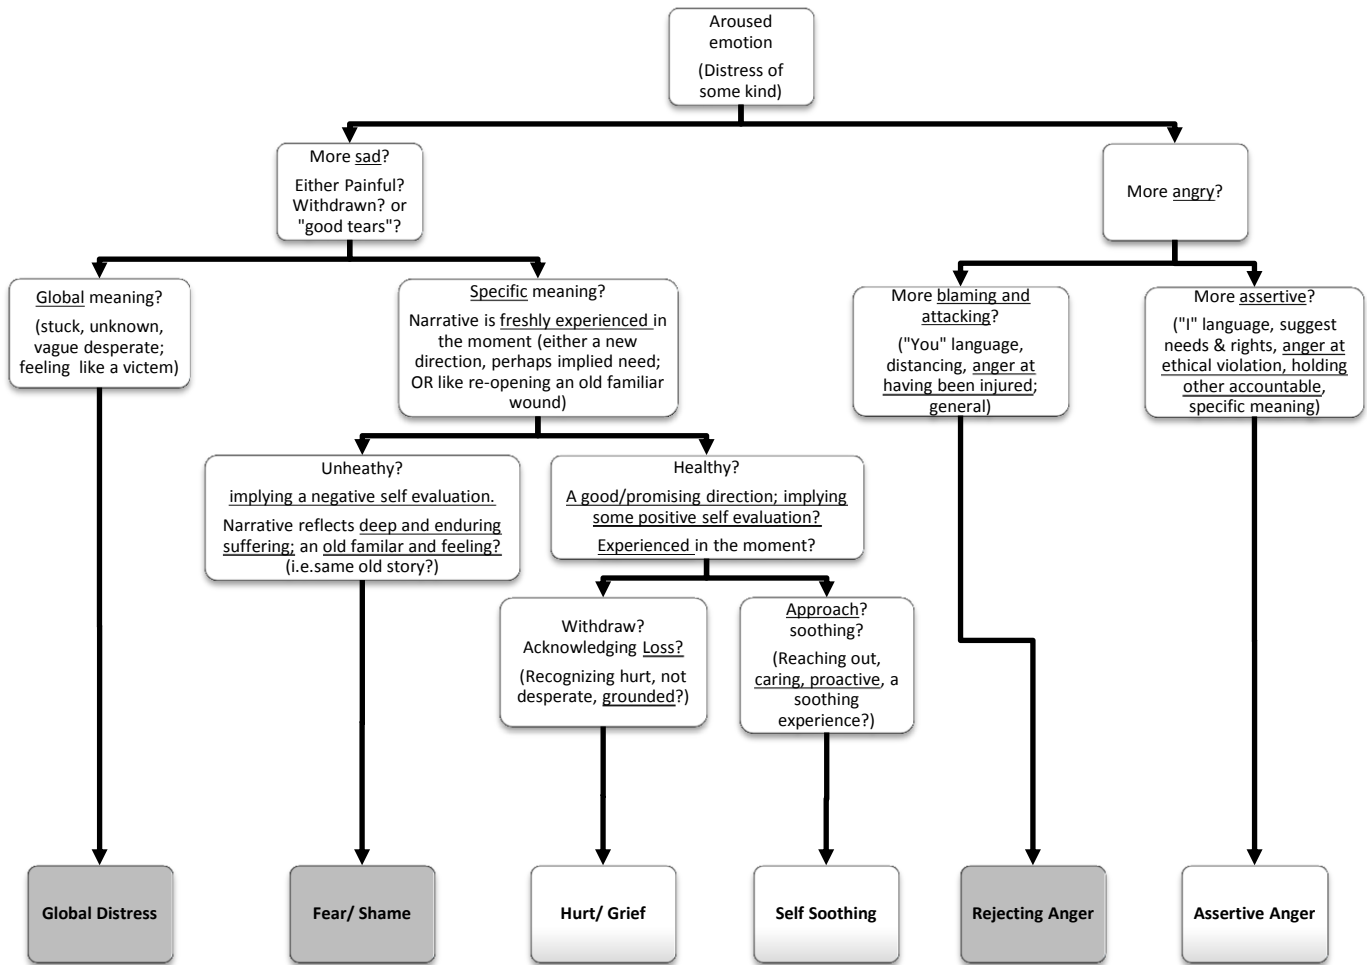 Aroused
emotion
(Distress of
some kind)
More sad?
Either Painful?
Withdrawn? or
"good tears"?
More angry?
Global meaning?
(stuck, unknown,
vague desperate;
feeling like a victem)
Specific meaning?
Narrative is freshly experienced in
the moment (either a new
direction, perhaps implied need;
OR like re-opening an old familiar
wound)
More blaming and
attacking?
("You" language,
distancing, anger at
having been injured;
general)
More assertive?
("I" language, suggest
needs & rights, anger at
ethical violation, holding
other accountable,
specific meaning)
Unheathy?
implying a negative self evaluation.
Narrative reflects deep and enduring
suffering; an old familar and feeling?
(i.e.same old story?)
Healthy?
A good/promising direction; implying
some positive self evaluation?
Experienced in the moment?
Withdraw?
Acknowledging Loss?
(Recognizing hurt, not
desperate, grounded?)
Approach?
soothing?
(Reaching out,
caring, proactive, a
soothing
experience?)
Global Distress
Fear/ Shame
Hurt/ Grief
Self Soothing
Rejecting Anger
Assertive Anger